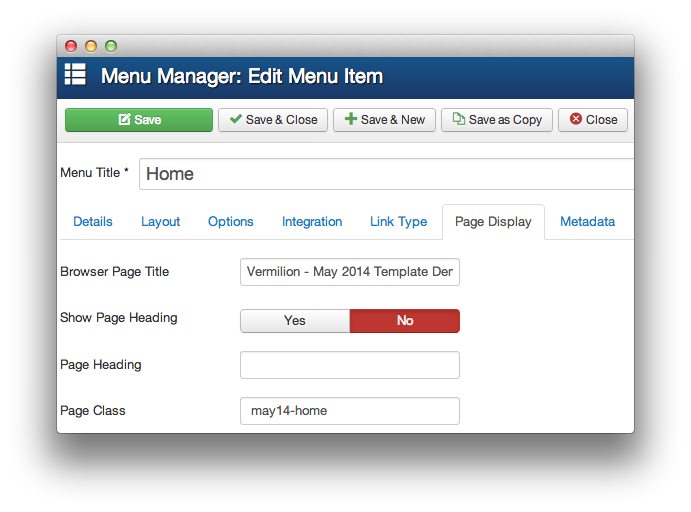 Menu Manager: Edit Menu Item
Save Save & Close Save & New Save as Copy Close
Menu Title * Home
Details Layout Options Integration Link Type Page Display Metadata
Browser Page Title Vermilion - May 2014 Template Der
Show Page Heading Yes No
Page Heading
Page Class may14-home